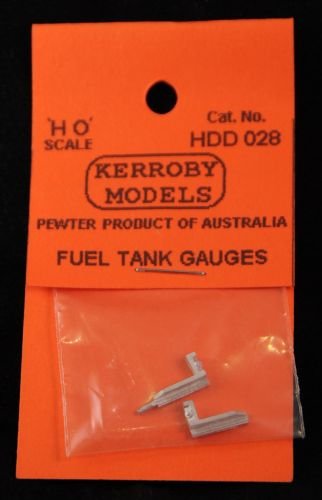 'H O'
SCALE
Cat. No.
HDD 028
KERROBY
MODELS
PEWTER PRODUCT OF AUSTRALIA
FUEL TANK GAUGES